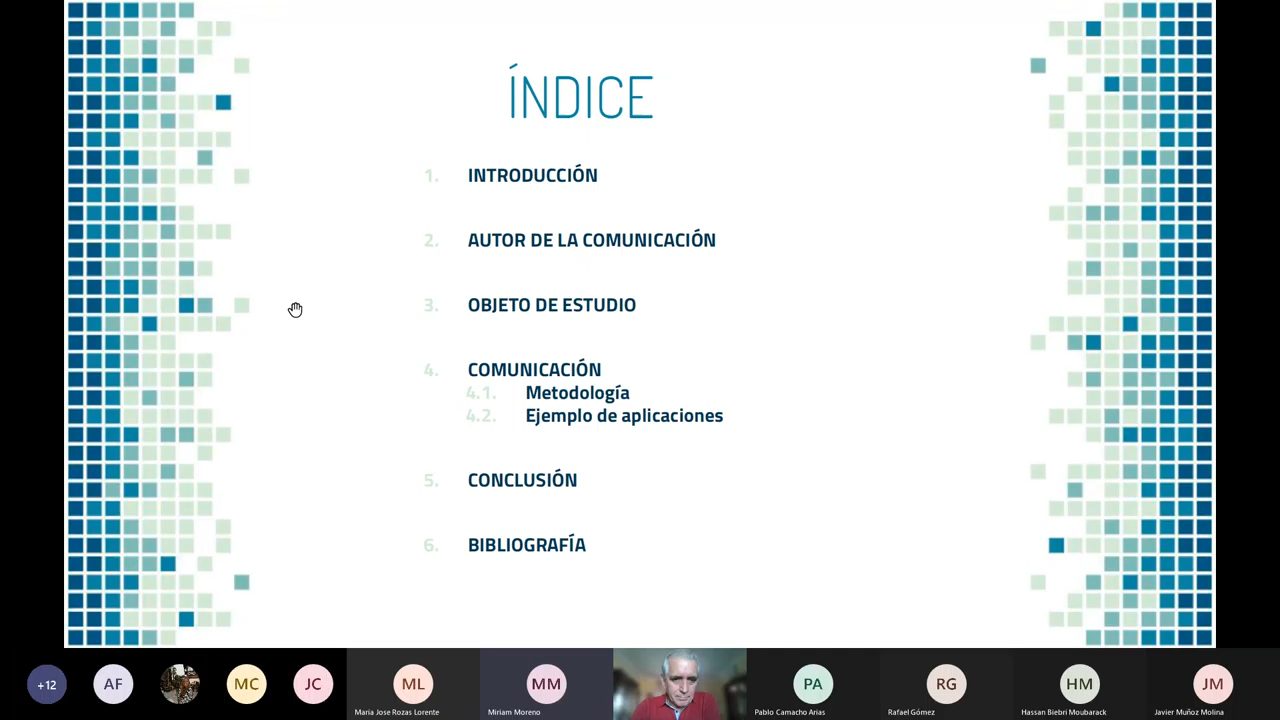 ÍNDICE
1. INTRODUCCIÓN
2. AUTOR DE LA COMUNICACIÓN
3. OBJETO DE ESTUDIO
4. COMUNICACIÓN
4.1. Metodología
4.2. Ejemplo de aplicaciones
5. CONCLUSIÓN
6. BIBLIOGRAFÍA
+12 AF MC JC ML MM PA RG HM JM
Maria Jose Rozas Lorente Miriam Moreno Pablo Camacho Arias Rafael Gómez Hassan Biebri Moubarack Javier Muñoz Molina